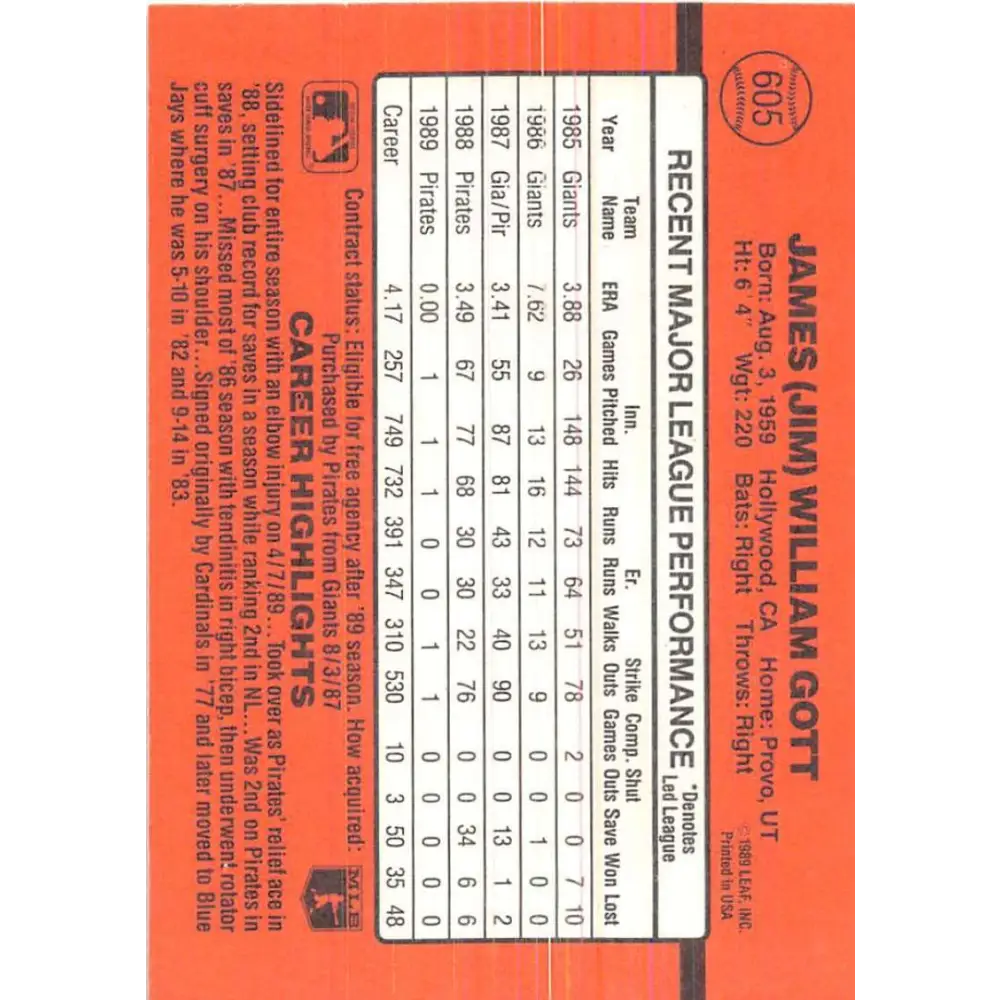 605
JAMES (JIM) WILLIAM GOTT
Born: Aug. 3, 1959 Hollywood, CA Home: Provo, UT
Ht: 6'4" Wgt: 220 Bats: Right Throws: Right
©1989 LEAF, INC.
Printed in USA
RECENT MAJOR LEAGUE PERFORMANCE *Denotes Led League
Team Inn. Er. Strike Comp. Shut
Year Name ERA Games Pitched Hits Runs Runs Walks Outs Games Outs Save Won Lost
1985 Giants 3.88 26 148 144 73 64 51 78 2 0 0 7 10
1986 Giants 7.62 9 13 16 12 11 13 9 0 0 1 0 0
1987 Gia/Pir 3.41 55 87 81 43 33 40 90 0 0 13 1 2
1988 Pirates 3.49 67 77 68 30 30 22 76 0 0 34 6 6
1989 Pirates 0.00 1 1 1 0 0 1 1 0 0 0 0 0
Career 4.17 257 749 732 391 347 310 530 10 3 50 35 48
Contract status: Eligible for free agency after '89 season. How acquired:
Purchased by Pirates from Giants 8/3/87
MLB
CAREER HIGHLIGHTS
Sidelined for entire season with an elbow injury on 4/7/89... Took over as Pirates' relief ace in
'88, setting club record for saves in a season while ranking 2nd in NL... Was 2nd on Pirates in
saves in '87... Missed most of '86 season with tendinitis in right bicep, then underwent rotator
cuff surgery on his shoulder... Signed originally by Cardinals in '77 and later moved to Blue
Jays where he was 5-10 in '82 and 9-14 in '83.